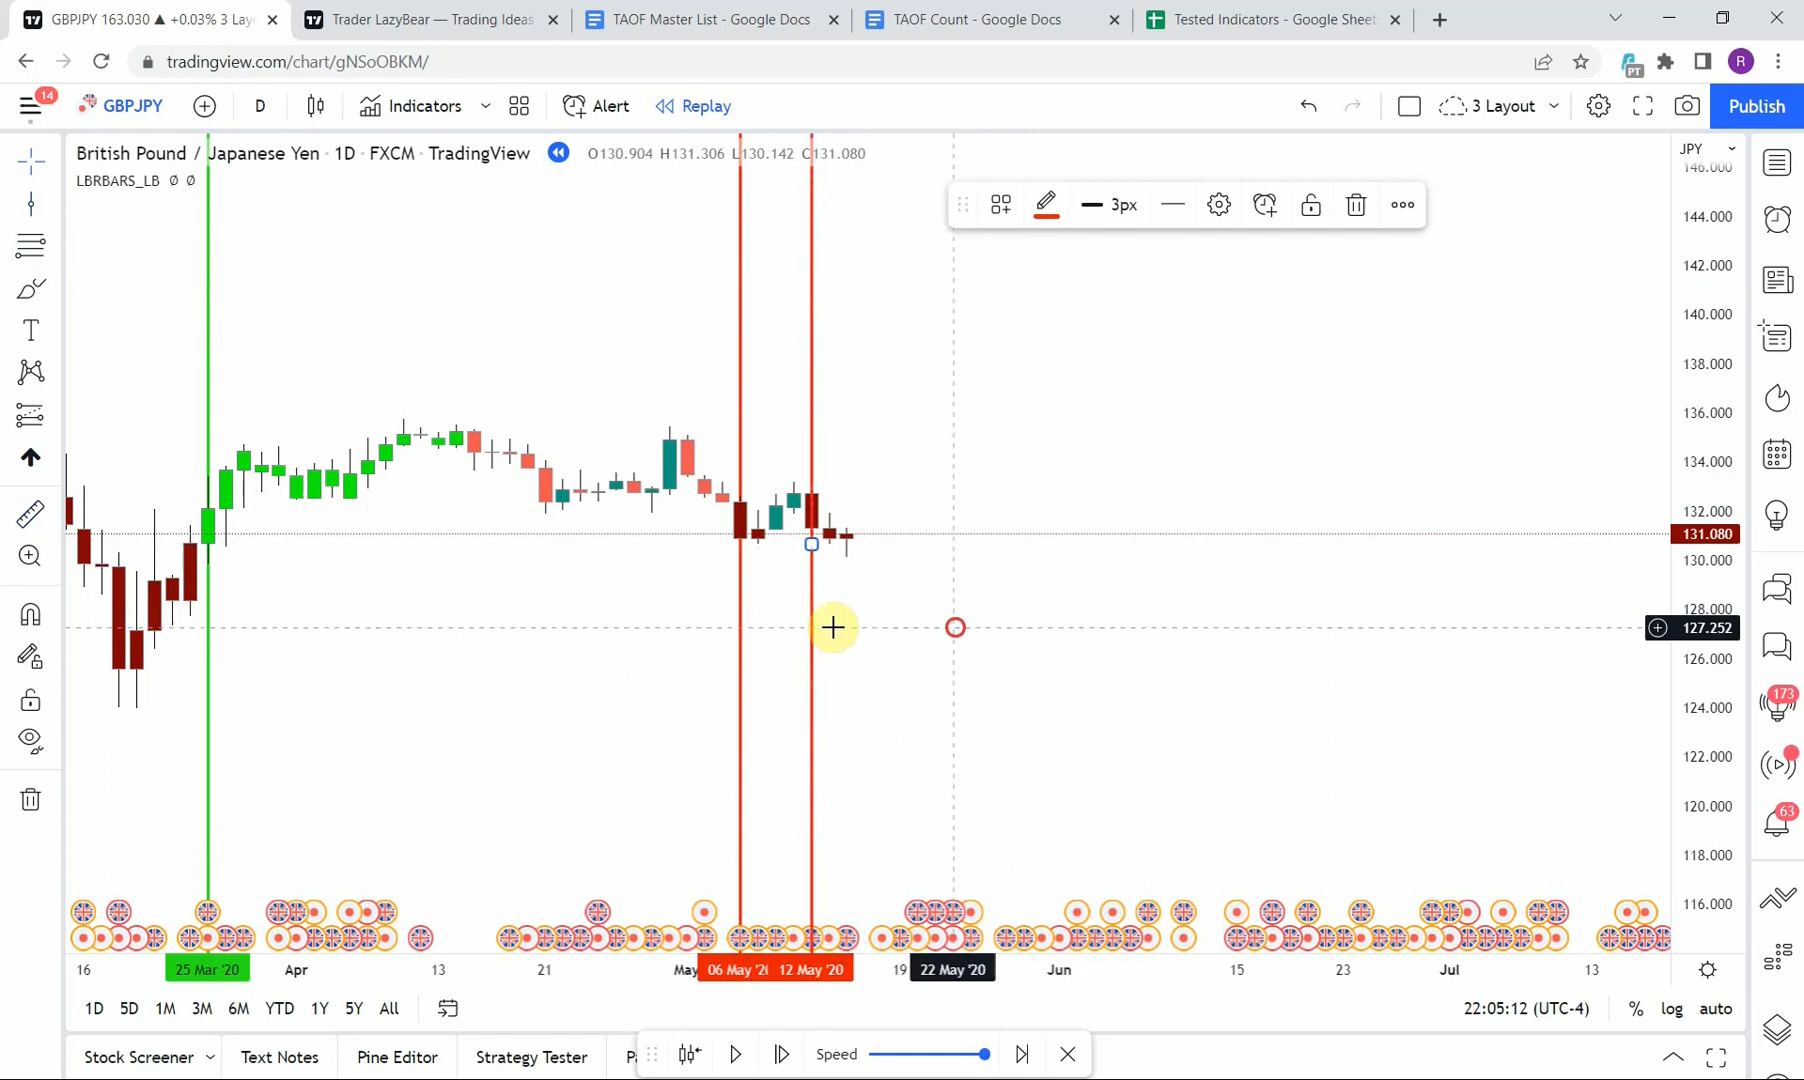 GBPJPY 163.030 ▲ +0.03% 3 Lay
Trader LazyBear — Trading Ideas
TAOF Master List - Google Docs
TAOF Count - Google Docs
Tested Indicators - Google Sheets
tradingview.com/chart/gNSoOBKM/
PT
R
14
GBPJPY
D
Indicators
Alert
Replay
3 Layout
Publish
British Pound / Japanese Yen · 1D · FXCM · TradingView
O130.904 H131.306 L130.142 C131.080
LBRBARS_LB Ø Ø
3px
JPY
146.000
144.000
142.000
140.000
138.000
136.000
134.000
132.000
131.080
130.000
128.000
127.252
126.000
124.000
122.000
120.000
118.000
116.000
173
63
16
25 Mar '20
Apr
13
21
May
06 May '20
12 May '20
19
22 May '20
Jun
15
23
Jul
13
1D 5D 1M 3M 6M YTD 1Y 5Y All
22:05:12 (UTC-4)
% log auto
Stock Screener
Text Notes
Pine Editor
Strategy Tester
Speed